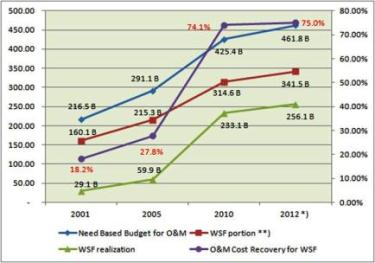 500.00 80.00%
450.00 70.00%
400.00 60.00%
350.00 50.00%
300.00 40.00%
250.00 30.00%
200.00 20.00%
150.00 10.00%
100.00 0.00%
50.00
-
216.5 B 291.1 B 425.4 B 461.8 B
160.1 B 215.3 B 314.6 B 341.5 B
29.1 B 59.9 B 233.1 B 256.1 B
18.2% 27.8% 74.1% 75.0%
2001 2005 2010 2012 *)
Need Based Budget for O&M WSF portion **)
WSF realization O&M Cost Recovery for WSF